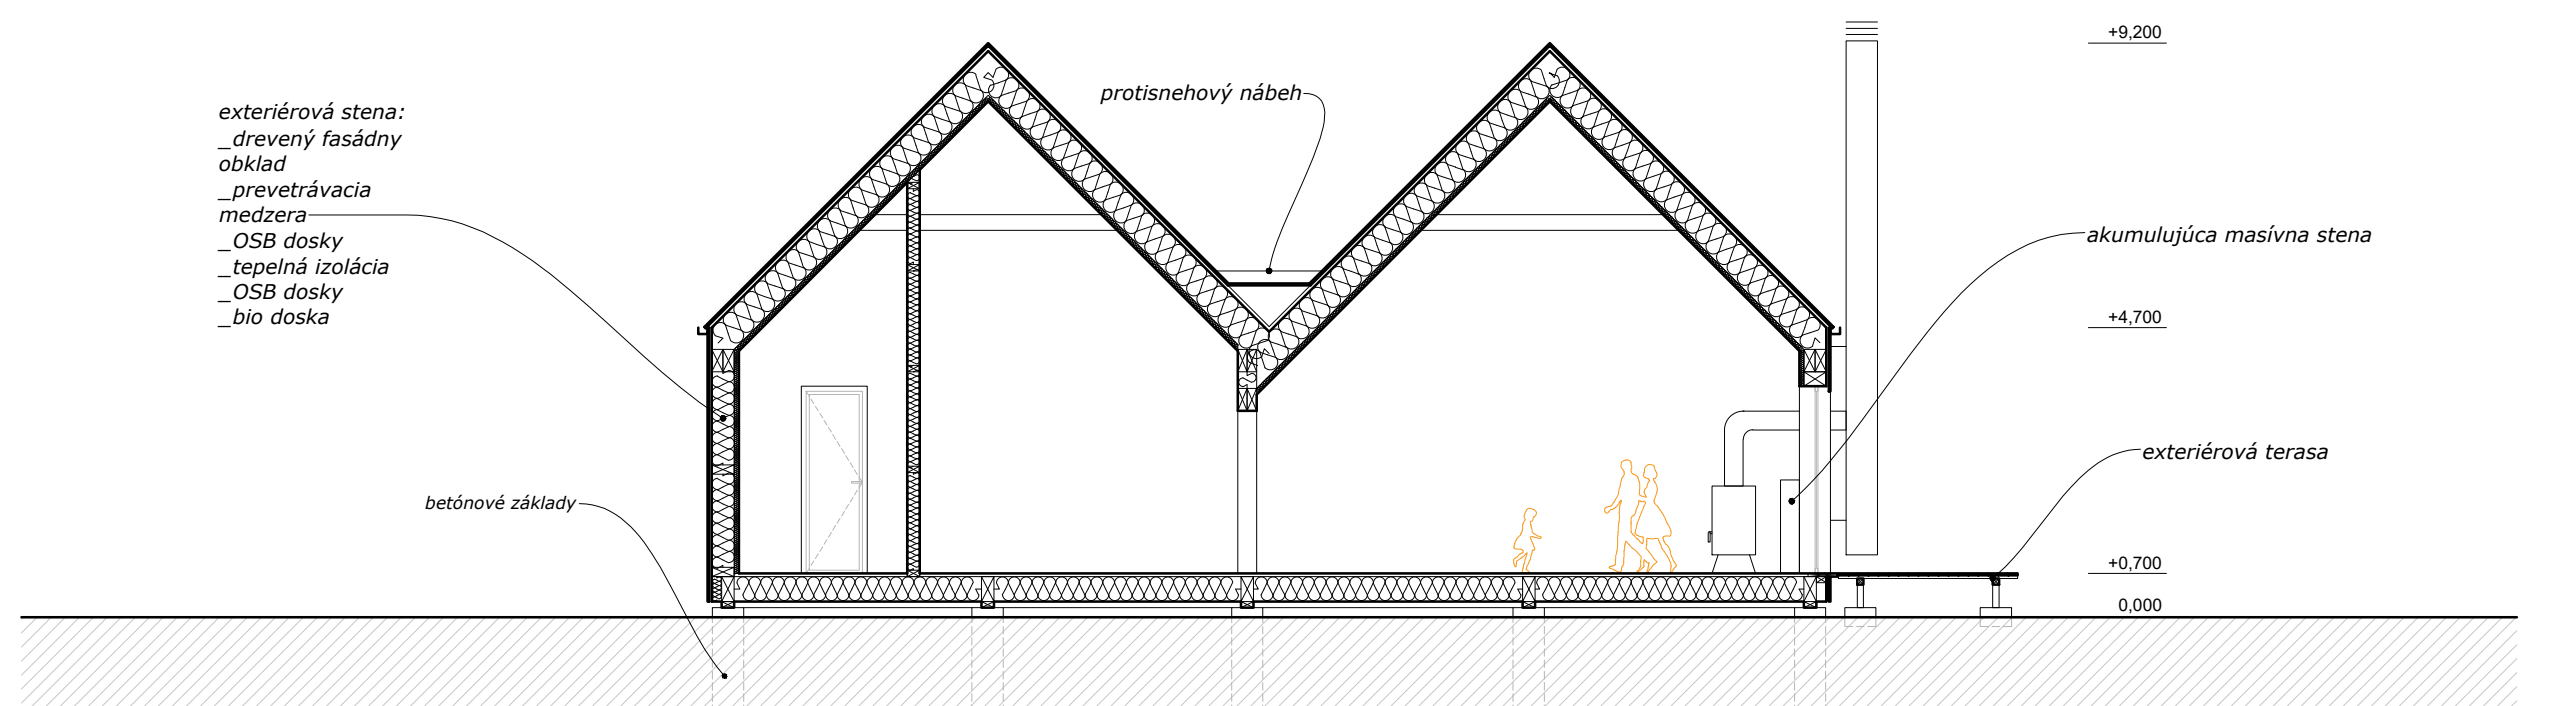 +9,200
protisnehový nábeh
exteriérová stena:
_drevený fasádny
obklad
_prevetrávacia
medzera
_OSB dosky
_tepelná izolácia
_OSB dosky
_bio doska
akumulujúca masívna stena
+4,700
exteriérová terasa
betónové základy
+0,700
0,000